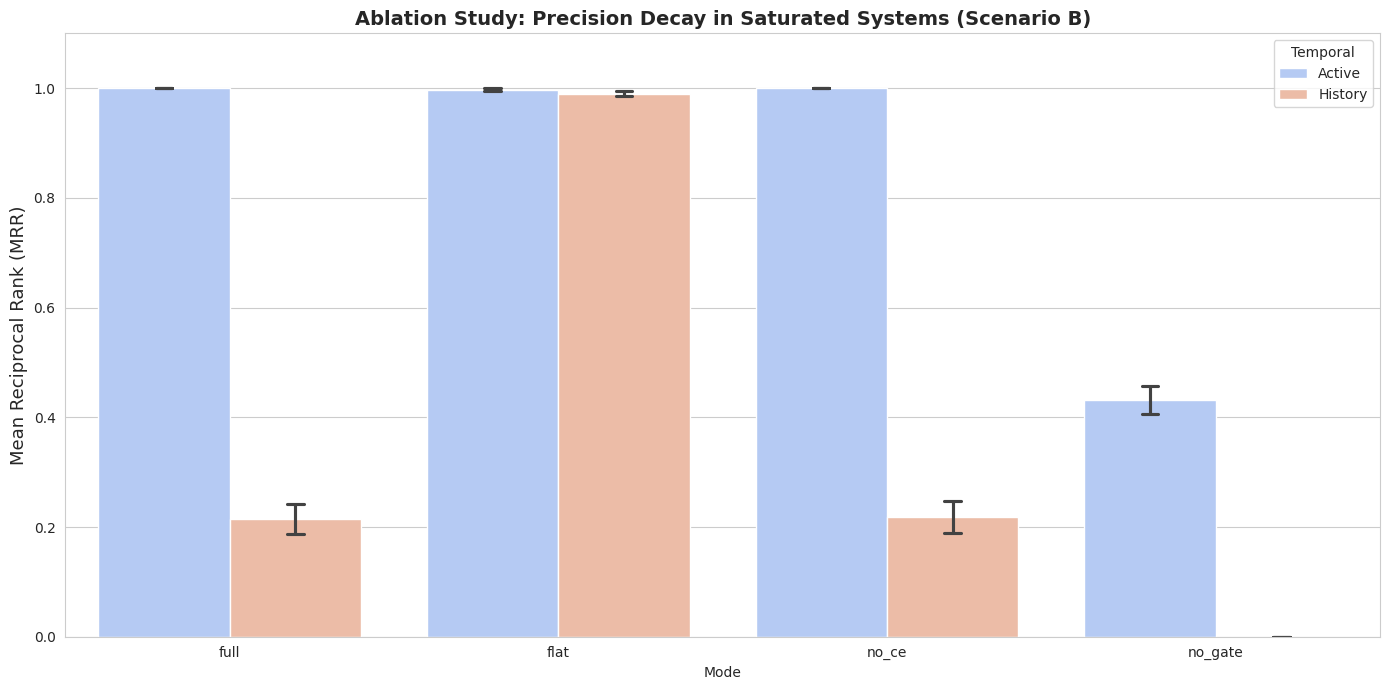 Ablation Study: Precision Decay in Saturated Systems (Scenario B)
Mean Reciprocal Rank (MRR)
1.0
0.8
0.6
0.4
0.2
0.0
Temporal
Active
History
full
flat
no_ce
no_gate
Mode